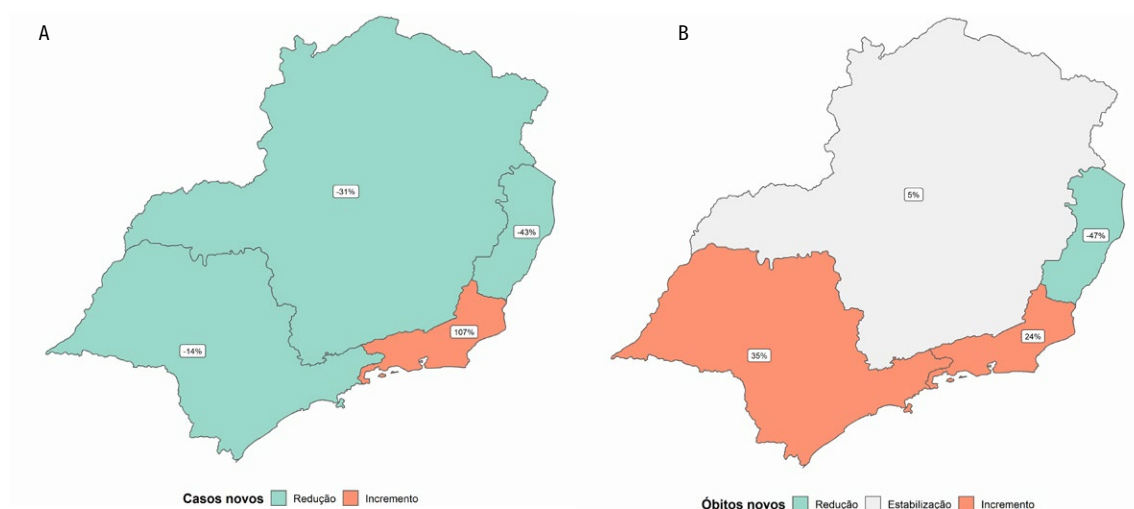 A
-31%
-43%
107%
-14%
Casos novos Redução Incremento
B
5%
-47%
24%
35%
Óbitos novos Redução Estabilização Incremento